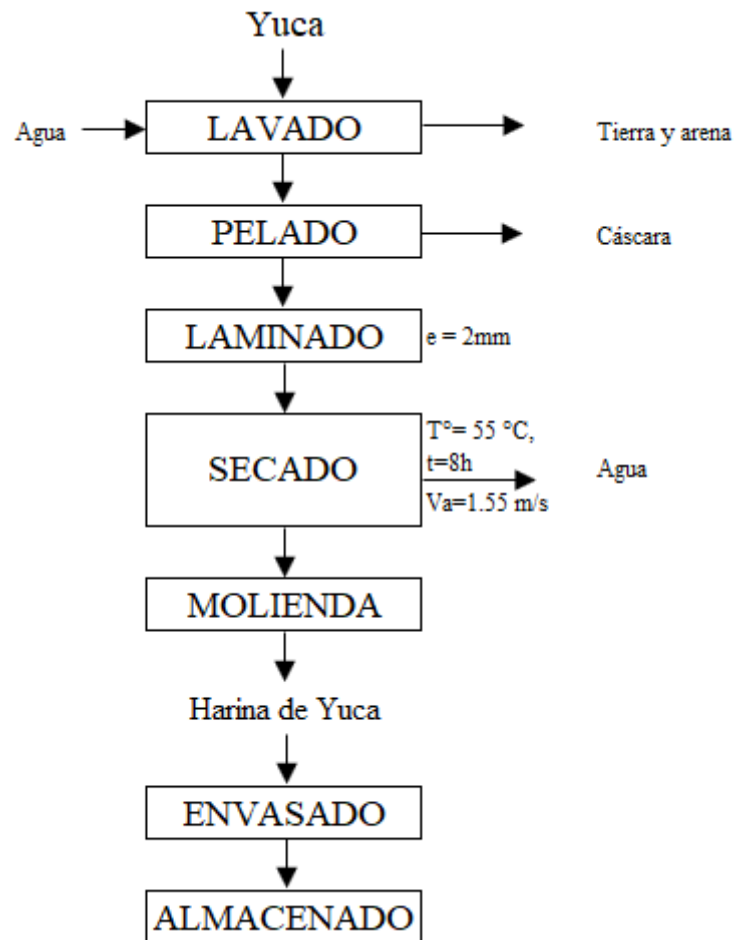 Yuca
Agua
LAVADO
Tierra y arena
PELADO
Cáscara
LAMINADO
e = 2mm
SECADO
T°= 55 °C,
t=8h
Va=1.55 m/s
Agua
MOLIENDA
Harina de Yuca
ENVASADO
ALMACENADO